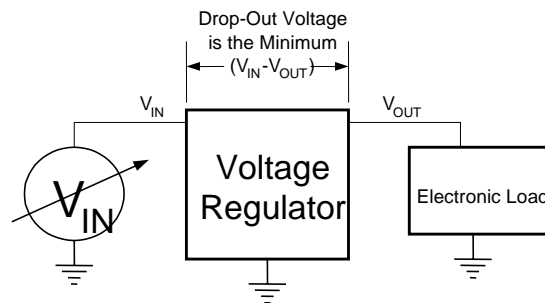 Drop-Out Voltage
is the Minimum
(VIN-VOUT)
VIN
VOUT
VIN
Voltage
Regulator
Electronic Load